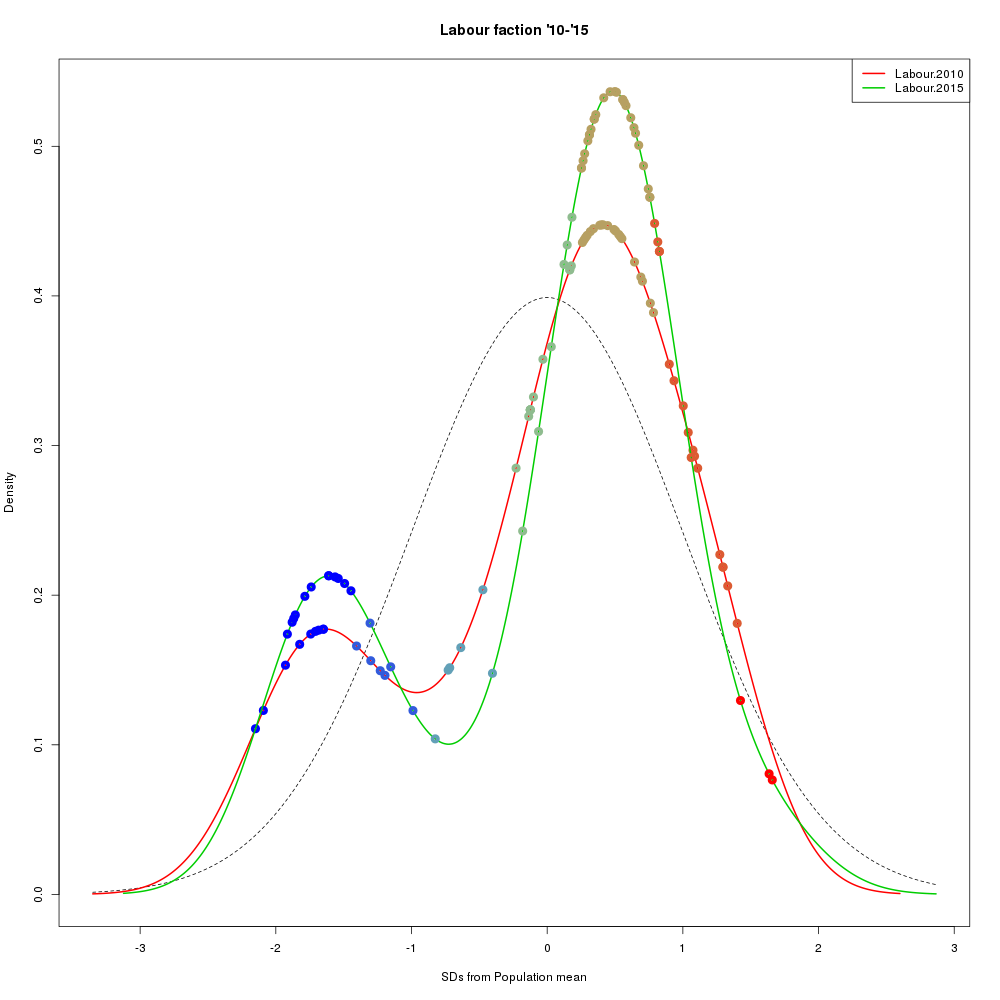 Labour faction '10-'15
Labour.2010
Labour.2015
Density
0.5
0.4
0.3
0.2
0.1
0.0
-3 -2 -1 0 1 2 3
SDs from Population mean